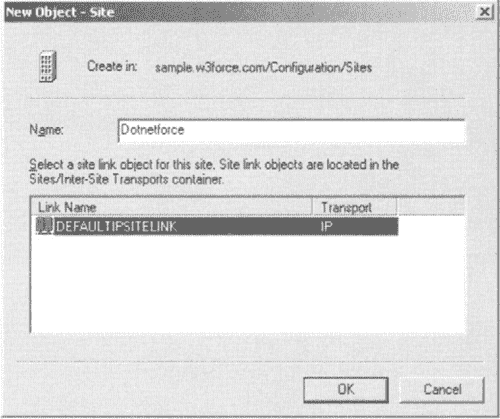 New Object - Site
Create in: sample.w3force.com/Configuration/Sites
Name: Dotnetforce
Select a site link object for this site. Site link objects are located in the
Sites/Inter-Site Transports container.
Link Name Transport
DEFAULTIPSITELINK IP
OK Cancel